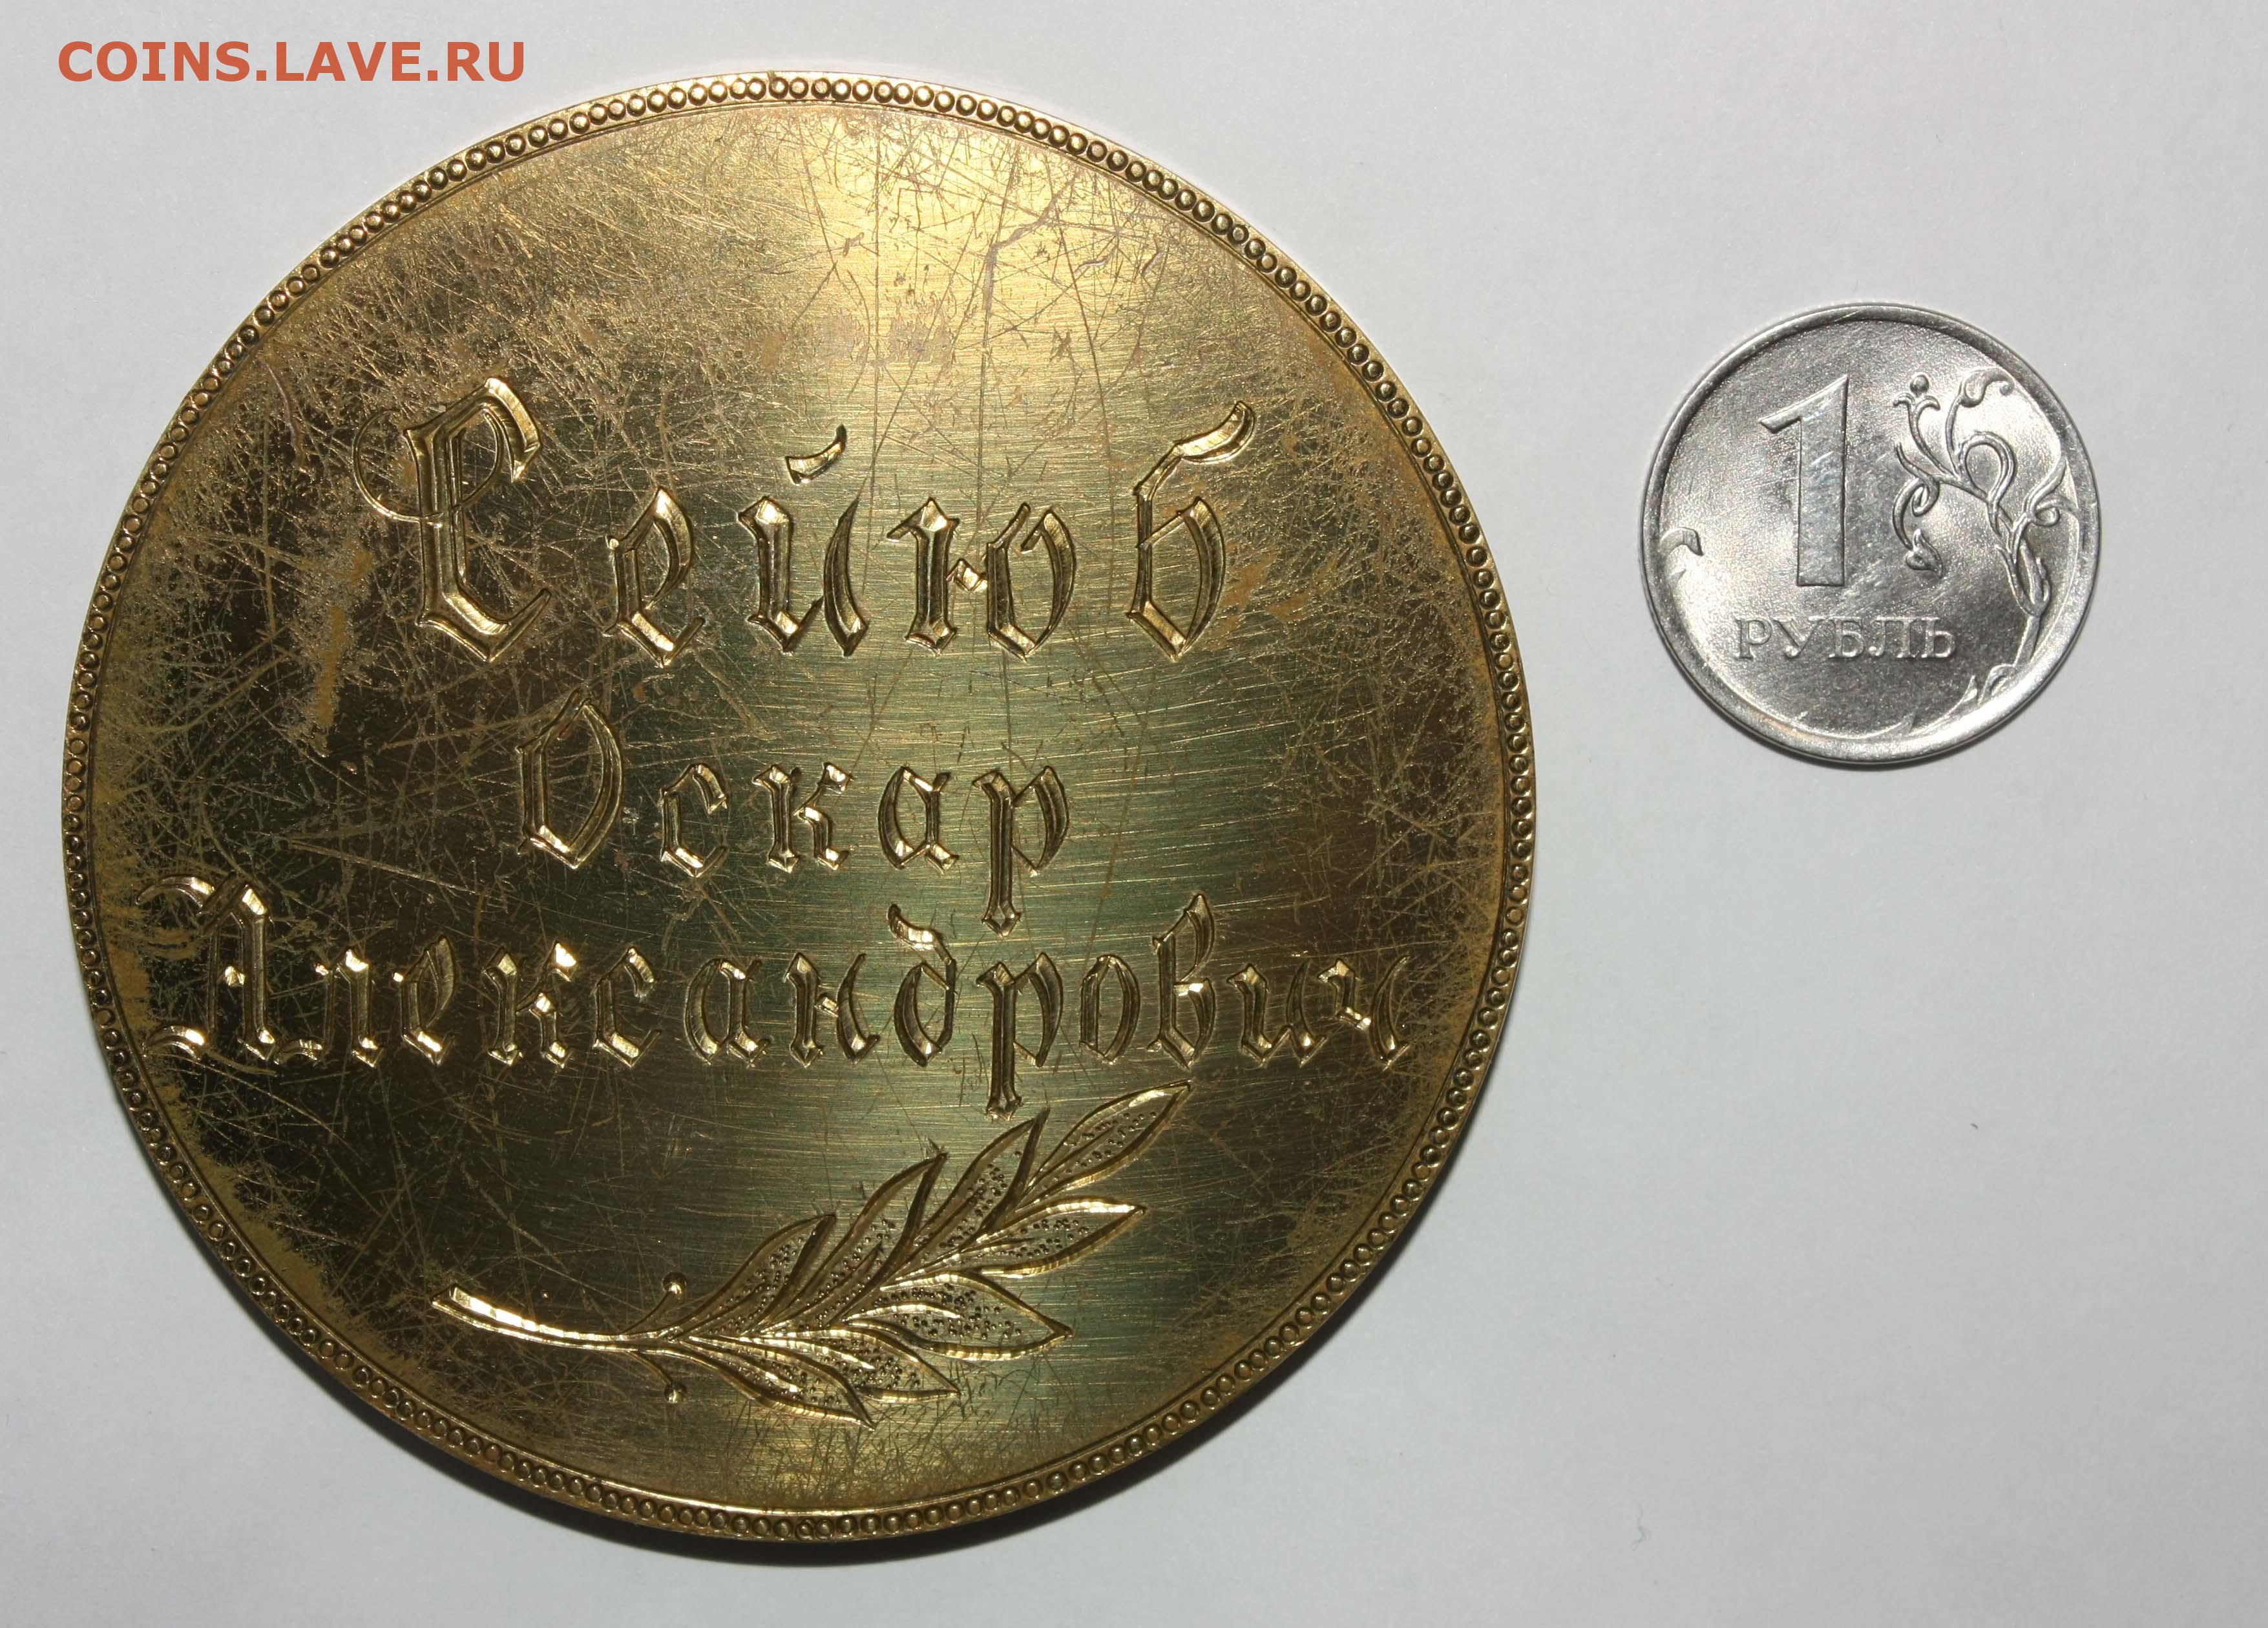 COINS.LAVE.RU
Сейюб
Оскар
Александрович
1
РУБЛЬ